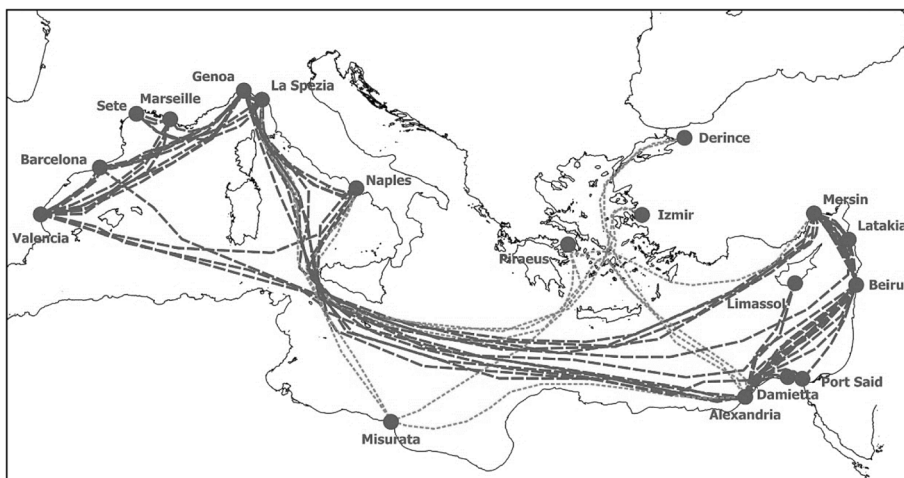 Genoa
La Spezia
Sete
Marseille
Derince
Barcelona
Naples
Mersin
Izmir
Valencia
Latakia
Piraeus
Limassol
Beiru
Port Said
Damietta
Alexandria
Misurata